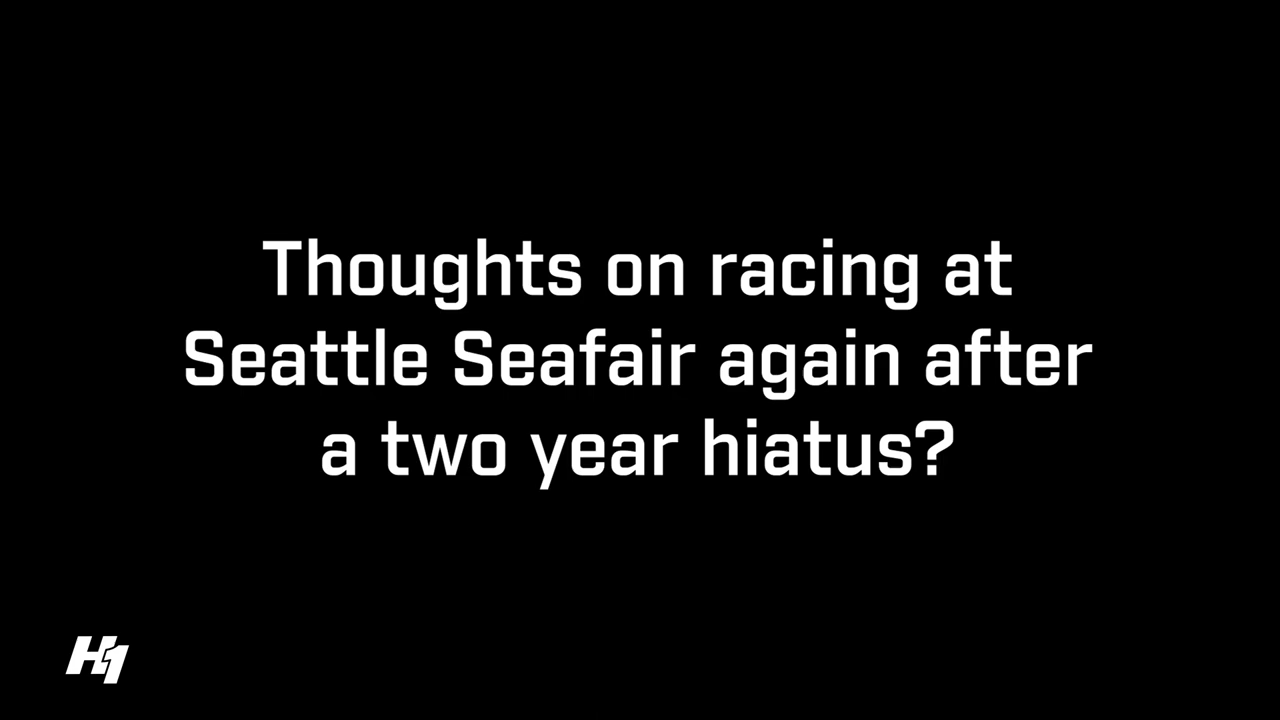 Thoughts on racing at
Seattle Seafair again after
a two year hiatus?
H1